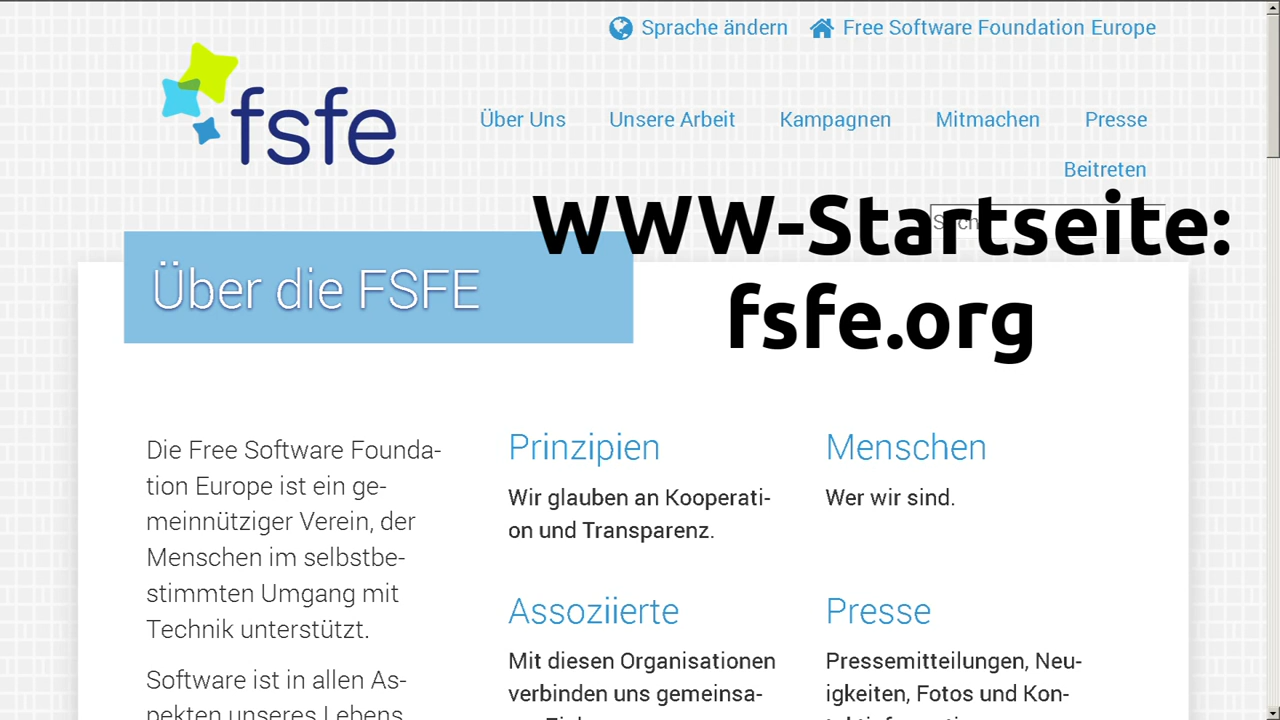 Sprache ändern Free Software Foundation Europe
fsfe
Über Uns Unsere Arbeit Kampagnen Mitmachen Presse
Beitreten
WWW-Startseite:
fsfe.org
Über die FSFE
Die Free Software Founda-
tion Europe ist ein ge-
meinnütziger Verein, der
Menschen im selbstbe-
stimmten Umgang mit
Technik unterstützt.
Software ist in allen As-
pekten unseres Lebens
Prinzipien
Wir glauben an Kooperati-
on und Transparenz.
Menschen
Wer wir sind.
Assoziierte
Mit diesen Organisationen
verbinden uns gemeinsa-
Presse
Pressemitteilungen, Neu-
igkeiten, Fotos und Kon-